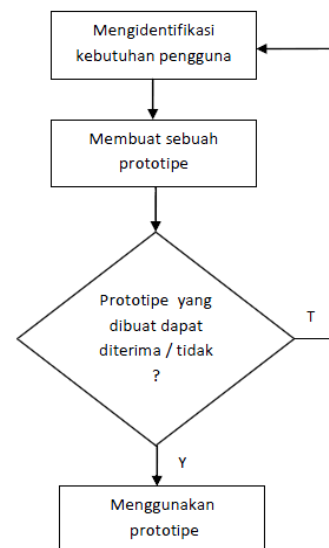 Mengidentifikasi
kebutuhan pengguna
Membuat sebuah
prototipe
Prototipe yang
dibuat dapat
diterima / tidak
?
T
Y
Menggunakan
prototipe